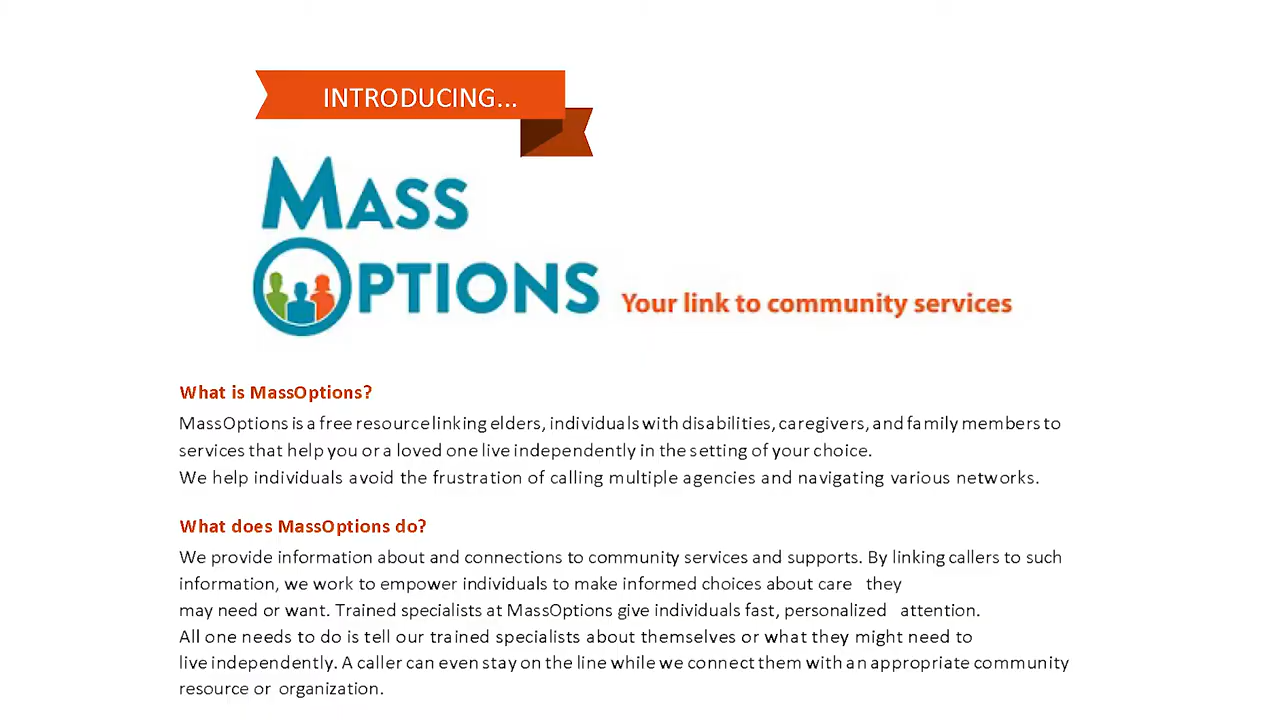 INTRODUCING...
MASS
OPTIONS
Your link to community services
What is MassOptions?
MassOptions is a free resource linking elders, individuals with disabilities, caregivers, and family members to
services that help you or a loved one live independently in the setting of your choice.
We help individuals avoid the frustration of calling multiple agencies and navigating various networks.
What does MassOptions do?
We provide information about and connections to community services and supports. By linking callers to such
information, we work to empower individuals to make informed choices about care they
may need or want. Trained specialists at MassOptions give individuals fast, personalized attention.
All one needs to do is tell our trained specialists about themselves or what they might need to
live independently. A caller can even stay on the line while we connect them with an appropriate community
resource or organization.